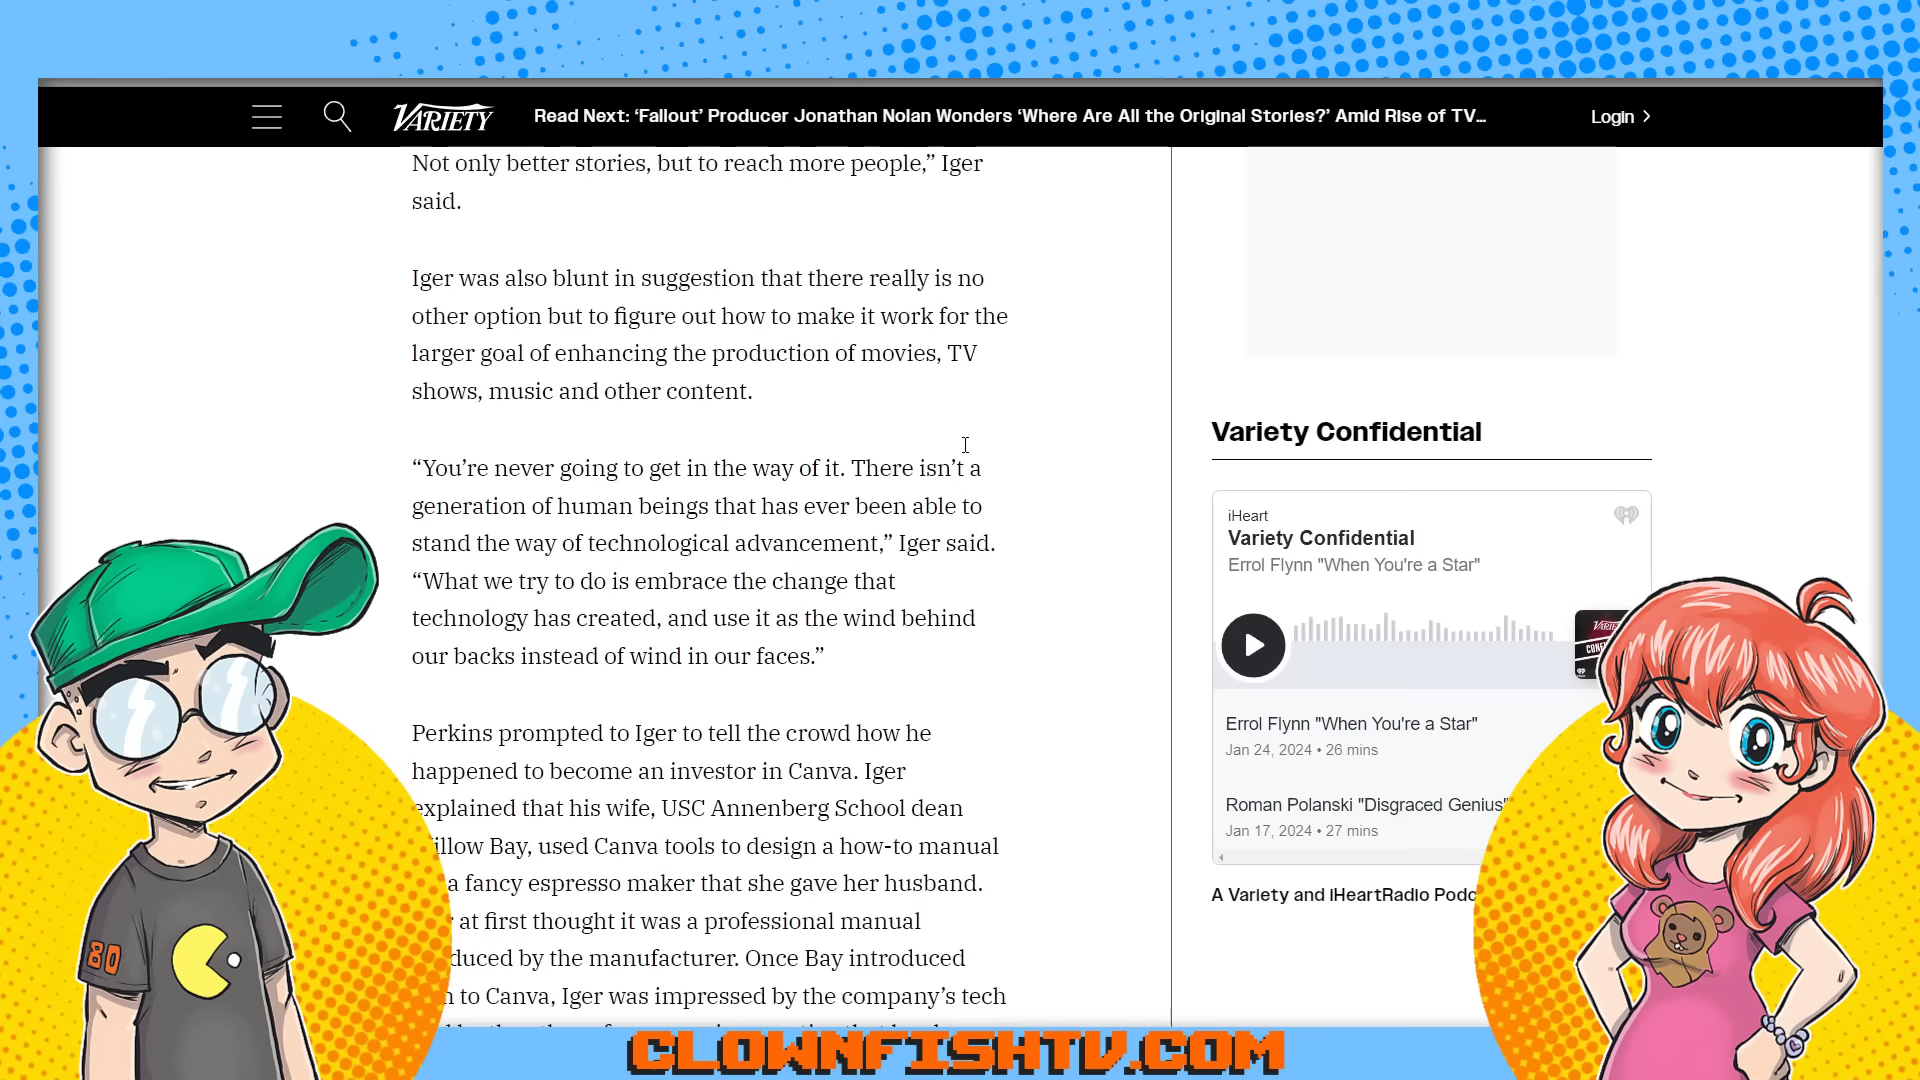 VARIETY
Read Next: ‘Fallout’ Producer Jonathan Nolan Wonders ‘Where Are All the Original Stories?’ Amid Rise of TV...
Login
Not only better stories, but to reach more people,” Iger
said.
Iger was also blunt in suggestion that there really is no
other option but to figure out how to make it work for the
larger goal of enhancing the production of movies, TV
shows, music and other content.
“You’re never going to get in the way of it. There isn’t a
generation of human beings that has ever been able to
stand the way of technological advancement,” Iger said.
“What we try to do is embrace the change that
technology has created, and use it as the wind behind
our backs instead of wind in our faces.”
Perkins prompted to Iger to tell the crowd how he
happened to become an investor in Canva. Iger
explained that his wife, USC Annenberg School dean
illow Bay, used Canva tools to design a how-to manual
a fancy espresso maker that she gave her husband.
at first thought it was a professional manual
duced by the manufacturer. Once Bay introduced
to Canva, Iger was impressed by the company’s tech
Variety Confidential
iHeart
Variety Confidential
Errol Flynn "When You're a Star"
VARIE
CON
Errol Flynn "When You're a Star"
Jan 24, 2024 • 26 mins
Roman Polanski "Disgraced Genius"
Jan 17, 2024 • 27 mins
A Variety and iHeartRadio Podc
80
CLOWNFISHTV.COM